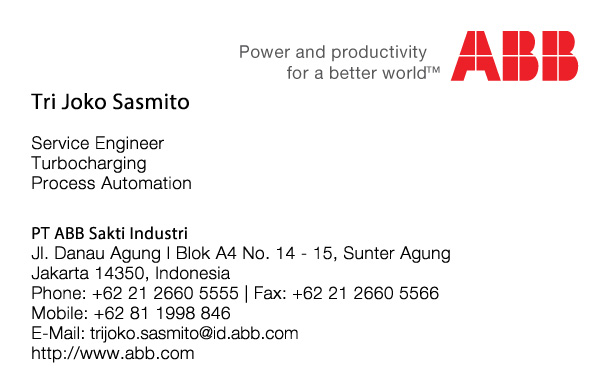 Power and productivity
for a better world™
ABB
Tri Joko Sasmito
Service Engineer
Turbocharging
Process Automation
PT ABB Sakti Industri
Jl. Danau Agung I Blok A4 No. 14 - 15, Sunter Agung
Jakarta 14350, Indonesia
Phone: +62 21 2660 5555 | Fax: +62 21 2660 5566
Mobile: +62 81 1998 846
E-Mail: trijoko.sasmito@id.abb.com
http://www.abb.com